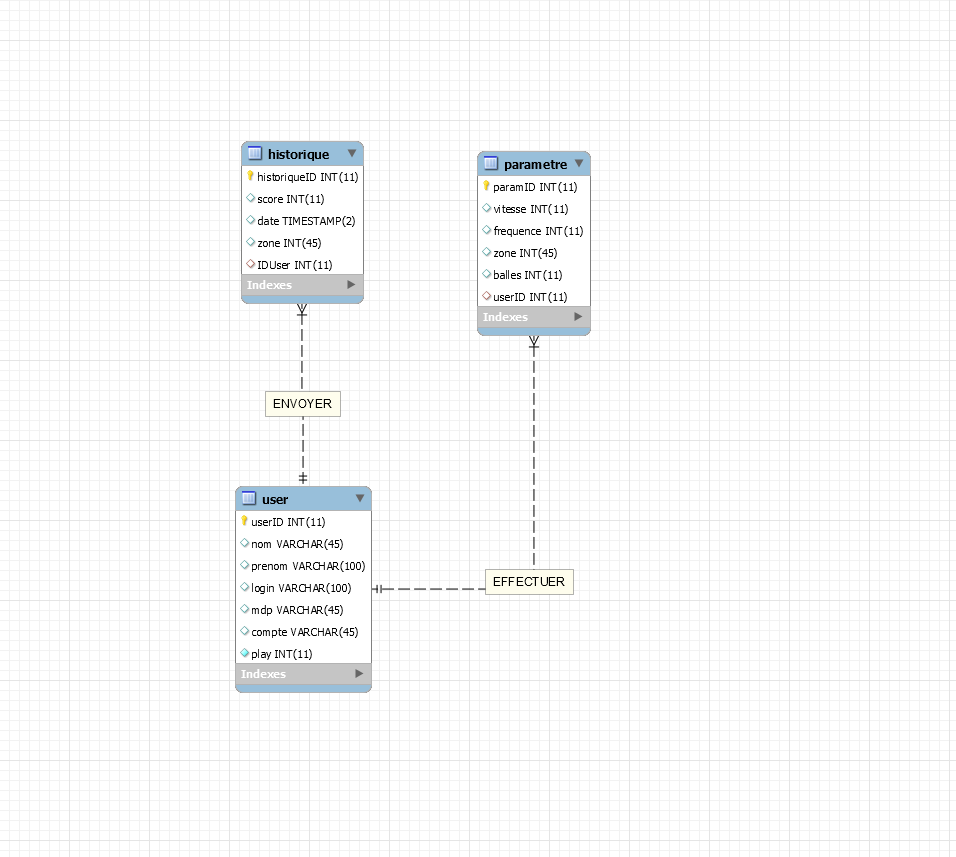 historique
historiqueID INT(11)
score INT(11)
date TIMESTAMP(2)
zone INT(45)
IDUser INT(11)
Indexes
parametre
paramID INT(11)
vitesse INT(11)
frequence INT(11)
zone INT(45)
balles INT(11)
userID INT(11)
Indexes
ENVOYER
user
userID INT(11)
nom VARCHAR(45)
prenom VARCHAR(100)
login VARCHAR(100)
mdp VARCHAR(45)
compte VARCHAR(45)
play INT(11)
Indexes
EFFECTUER